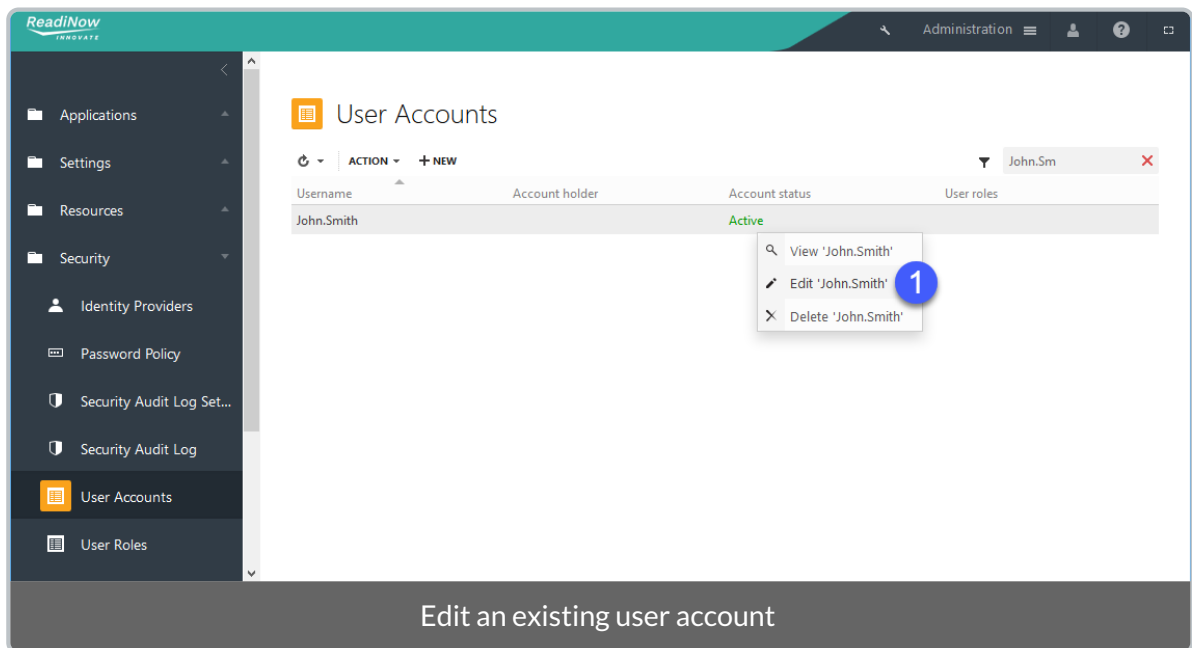 ReadiNow
INNOVATE
Administration
Applications
Settings
Resources
Security
Identity Providers
Password Policy
Security Audit Log Set...
Security Audit Log
User Accounts
User Roles
User Accounts
ACTION + NEW
John.Sm
Username Account holder Account status User roles
John.Smith Active
View 'John.Smith'
Edit 'John.Smith' 1
Delete 'John.Smith'
Edit an existing user account